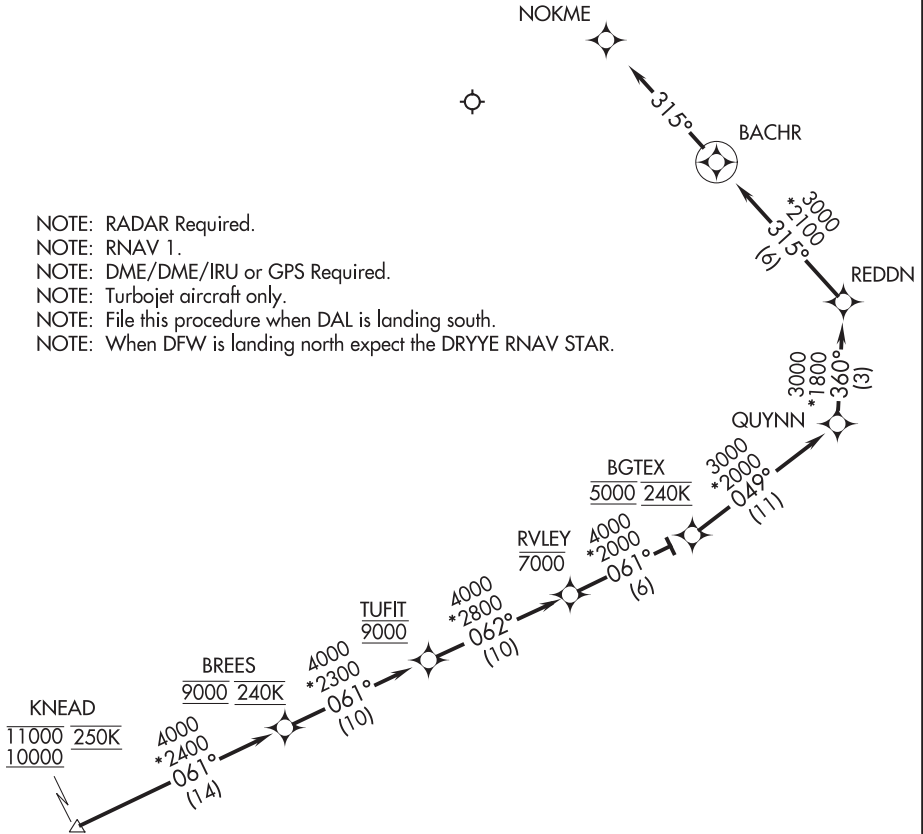 NOKME
315°
BACHR
3000
*2100
315°
(6)
REDDN
NOTE: RADAR Required.
NOTE: RNAV 1.
NOTE: DME/DME/IRU or GPS Required.
NOTE: Turbojet aircraft only.
NOTE: File this procedure when DAL is landing south.
NOTE: When DFW is landing north expect the DRYYE RNAV STAR.
3000
*1800
360°
(3)
QUYNN
3000
*2000
049°
(11)
BGTEX
5000 240K
4000
*2000
061°
(6)
RVLEY
7000
4000
*2800
062°
(10)
TUFIT
9000
4000
*2300
061°
(10)
BREES
9000 240K
4000
*2400
061°
(14)
KNEAD
11000 250K
10000